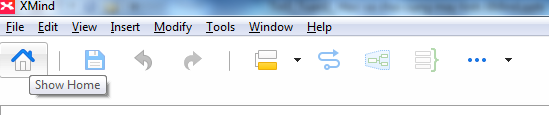 XMind
File Edit View Insert Modify Tools Window Help
Show Home